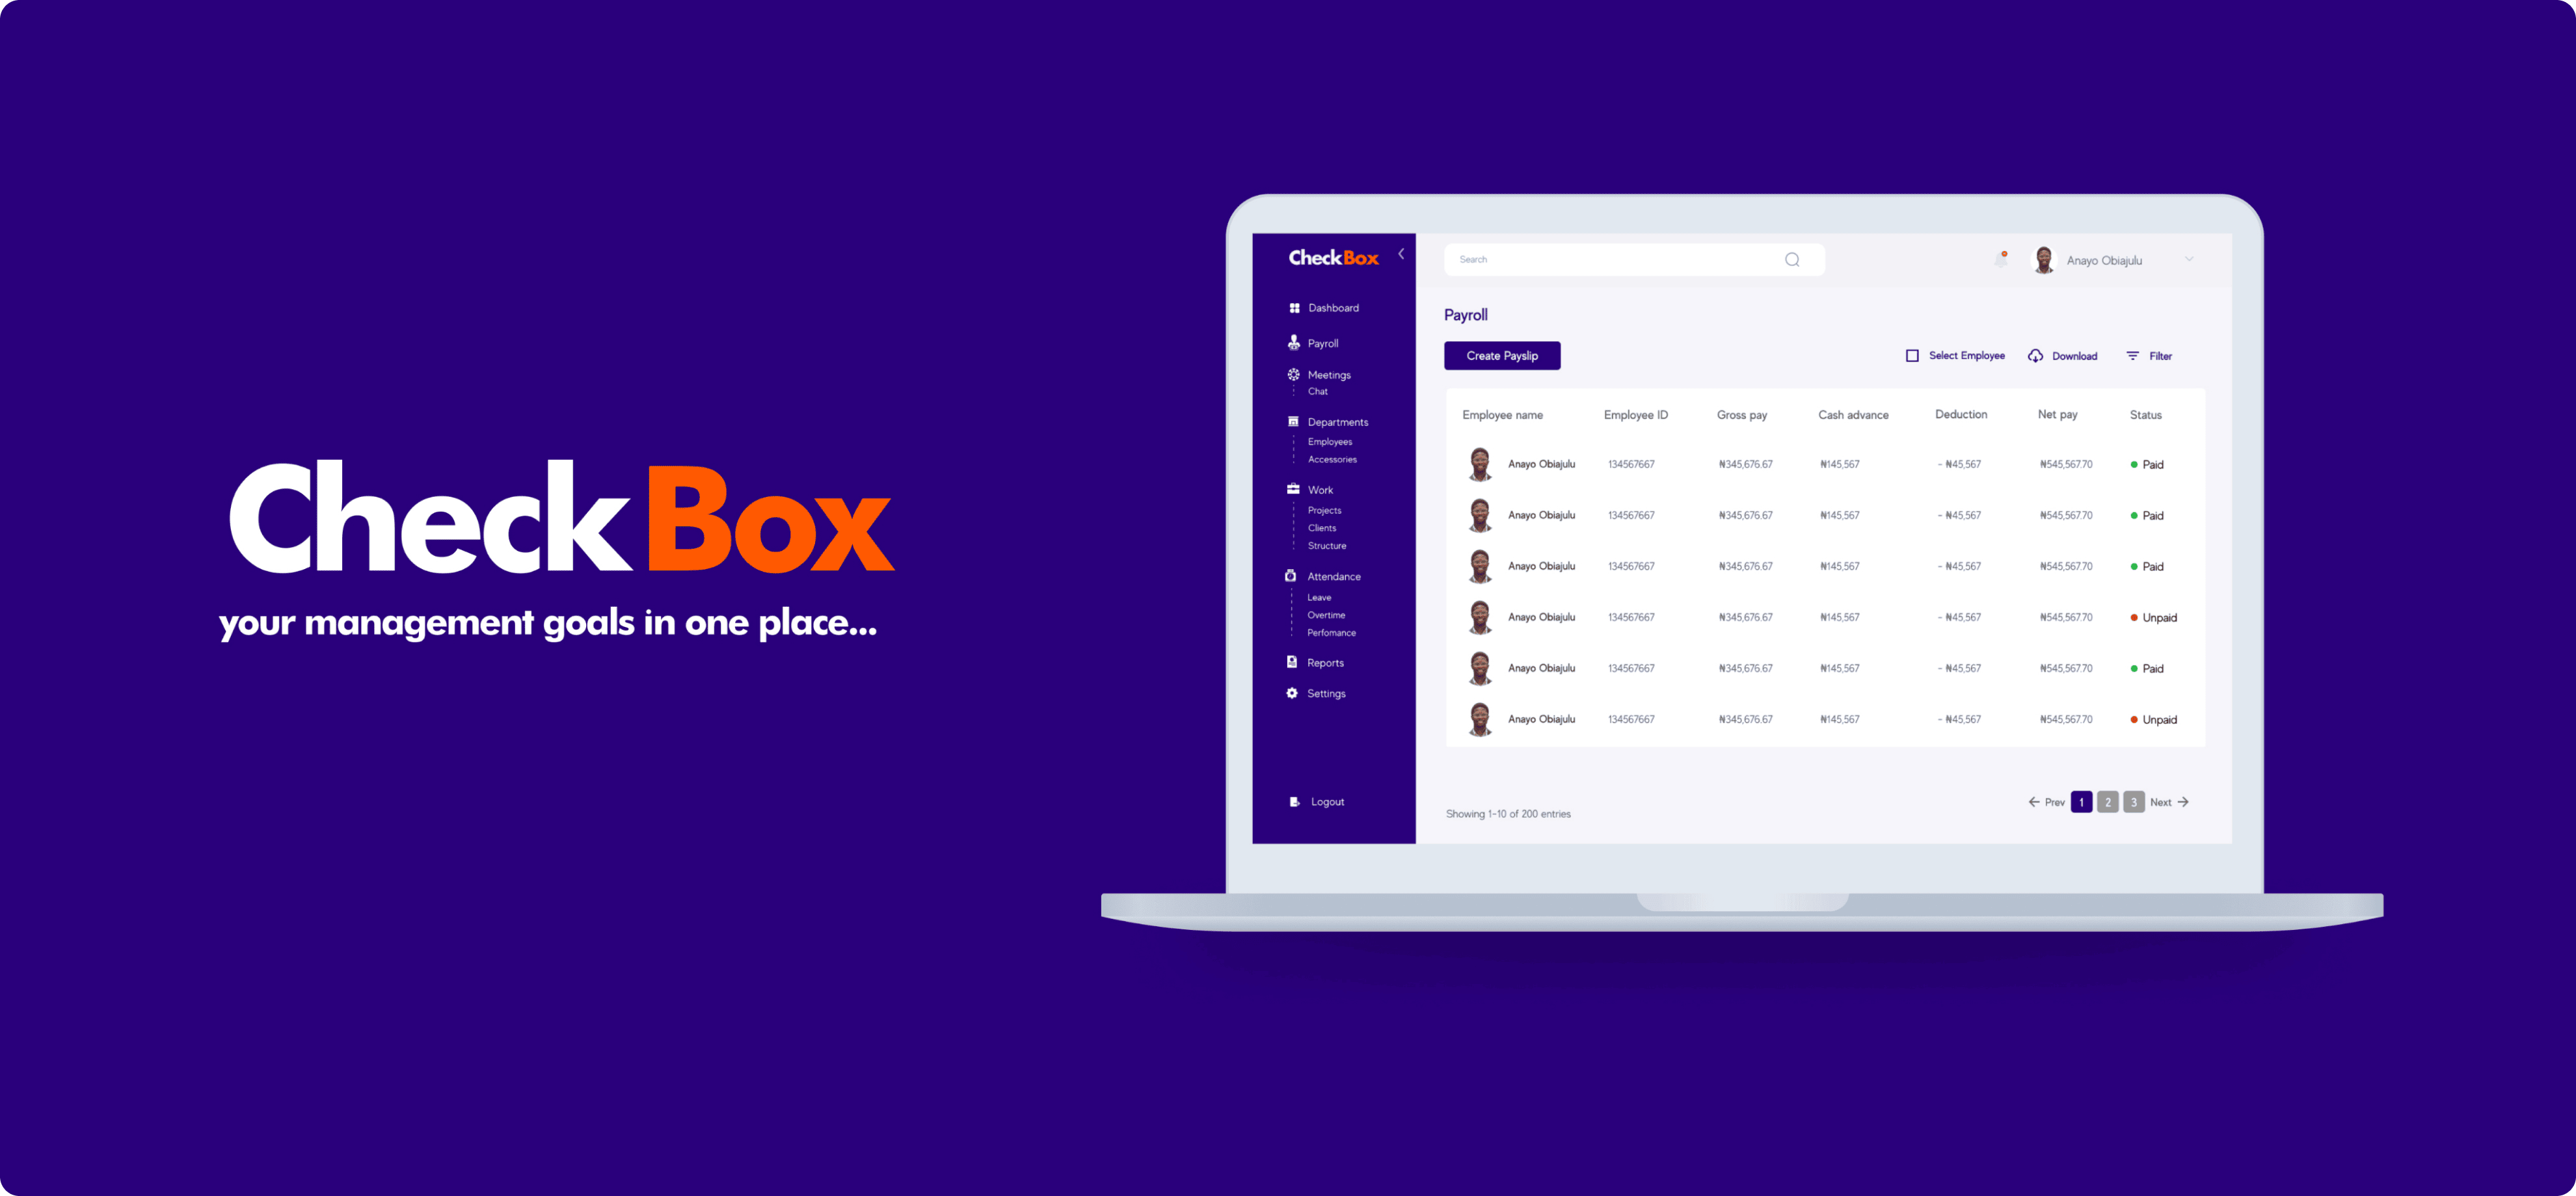 CheckBox
your management goals in one place...
CheckBox
Dashboard
Payroll
Meetings
Chat
Departments
Employees
Accessories
Work
Projects
Clients
Structure
Attendance
Leave
Overtime
Perfomance
Reports
Settings
Logout
Search
Anayo Obiajulu
Payroll
Create Payslip
Select Employee Download Filter
Employee name Employee ID Gross pay Cash advance Deduction Net pay Status
Anayo Obiajulu 134567667 ₦345,676.67 ₦145,567 - ₦45,567 ₦545,567.70 Paid
Anayo Obiajulu 134567667 ₦345,676.67 ₦145,567 - ₦45,567 ₦545,567.70 Paid
Anayo Obiajulu 134567667 ₦345,676.67 ₦145,567 - ₦45,567 ₦545,567.70 Paid
Anayo Obiajulu 134567667 ₦345,676.67 ₦145,567 - ₦45,567 ₦545,567.70 Unpaid
Anayo Obiajulu 134567667 ₦345,676.67 ₦145,567 - ₦45,567 ₦545,567.70 Paid
Anayo Obiajulu 134567667 ₦345,676.67 ₦145,567 - ₦45,567 ₦545,567.70 Unpaid
Showing 1-10 of 200 entries
Prev 1 2 3 Next